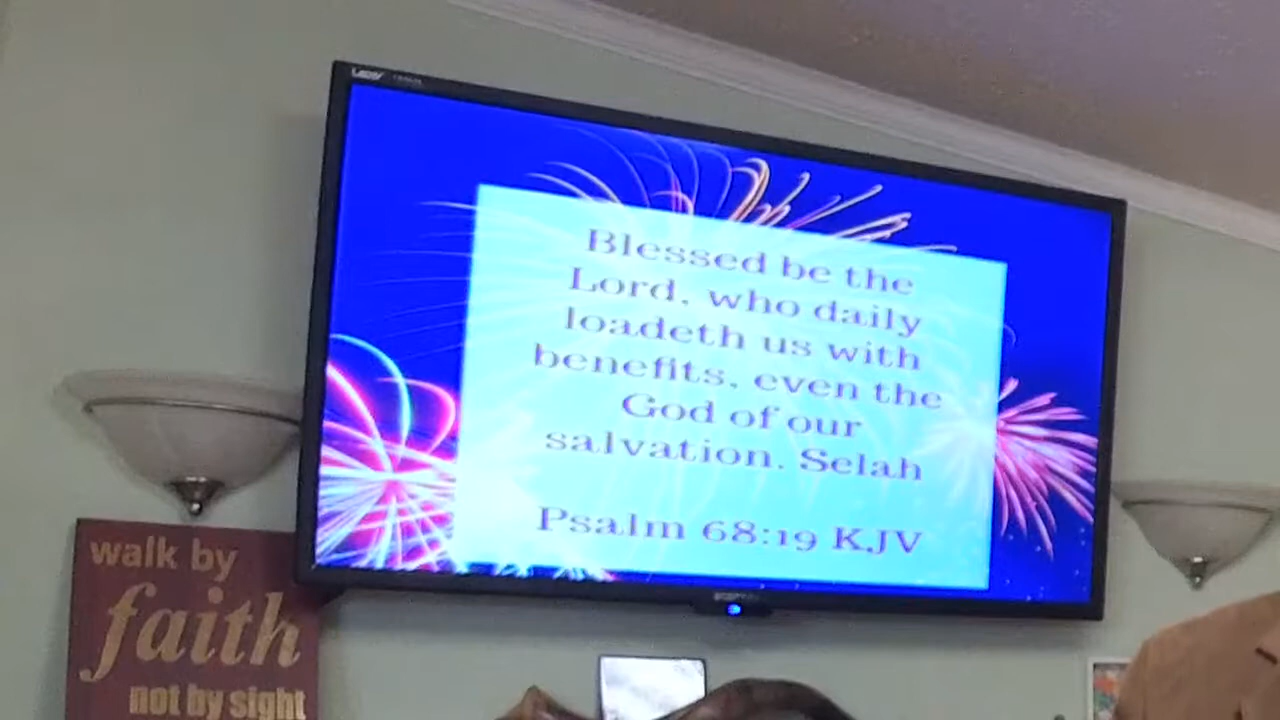 Blessed be the
Lord, who daily
loadeth us with
benefits, even the
God of our
salvation. Selah
Psalm 68:19 KJV
walk by
faith
not by sight